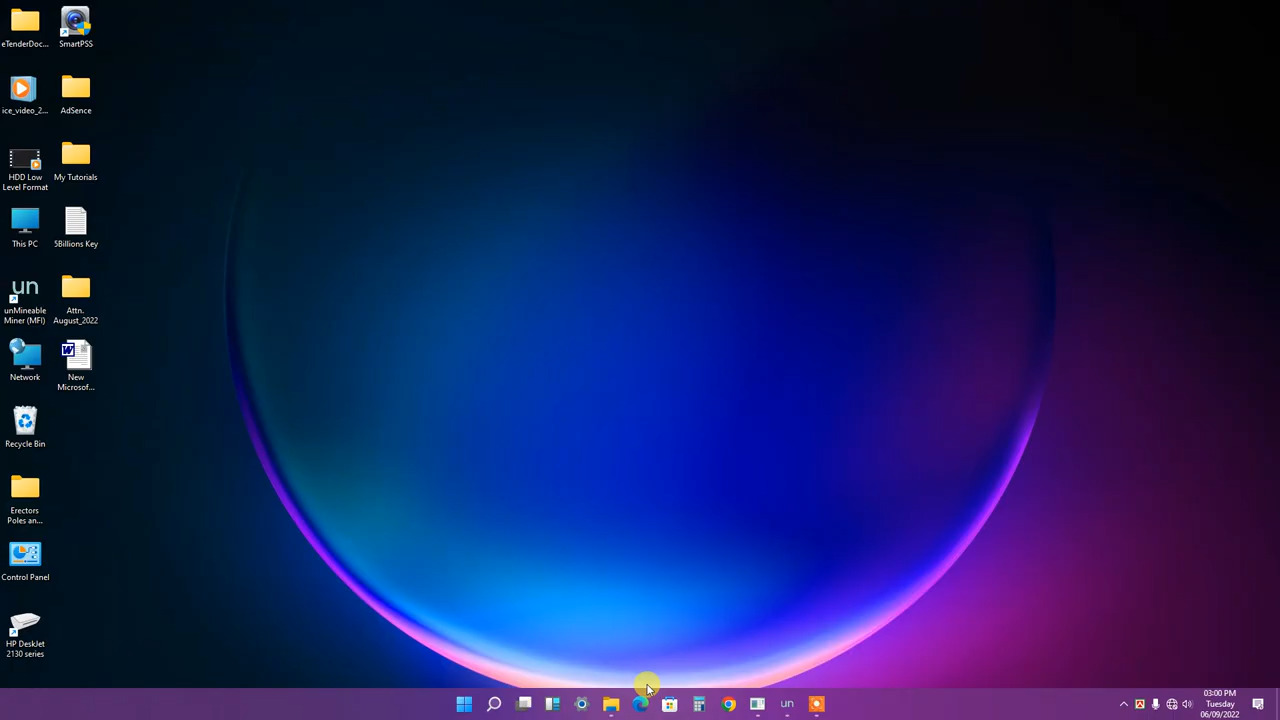 eTenderDoc...
SmartPSS
ice_video_2...
AdSence
HDD Low
Level Format
My Tutorials
This PC
5Billions Key
un
unMineable
Miner (MFI)
Attn.
August_2022
Network
W
New
Microsof...
Recycle Bin
Erectors
Poles an...
Control Panel
HP DeskJet
2130 series
un
A
03:00 PM
Tuesday
06/09/2022